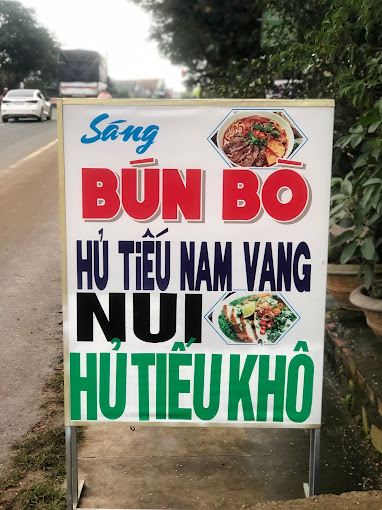 Sáng
BÚN BÒ
HỦ TiẾU NAM VANG
NUI
HỦ TIẾU KHÔ